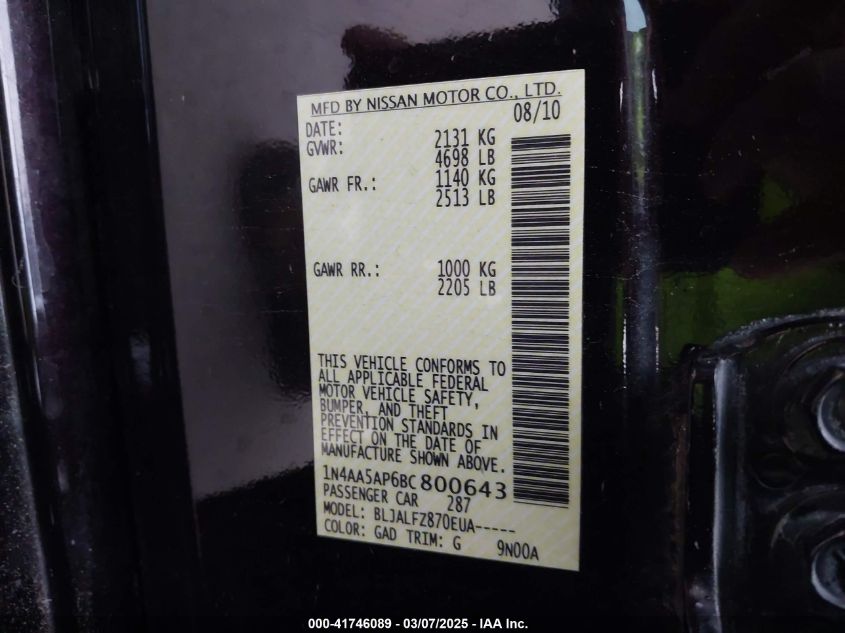 MFD BY NISSAN MOTOR CO., LTD.
DATE: 08/10
GVWR: 2131 KG
4698 LB
GAWR FR.: 1140 KG
2513 LB
GAWR RR.: 1000 KG
2205 LB
THIS VEHICLE CONFORMS TO
ALL APPLICABLE FEDERAL
MOTOR VEHICLE SAFETY,
BUMPER, AND THEFT
PREVENTION STANDARDS IN
EFFECT ON THE DATE OF
MANUFACTURE SHOWN ABOVE.
1N4AA5AP6BC800643
PASSENGER CAR 287
MODEL: BLJALFZ870EUA-----
COLOR: GAD TRIM: G 9N00A
000-41746089 - 03/07/2025 - IAA Inc.